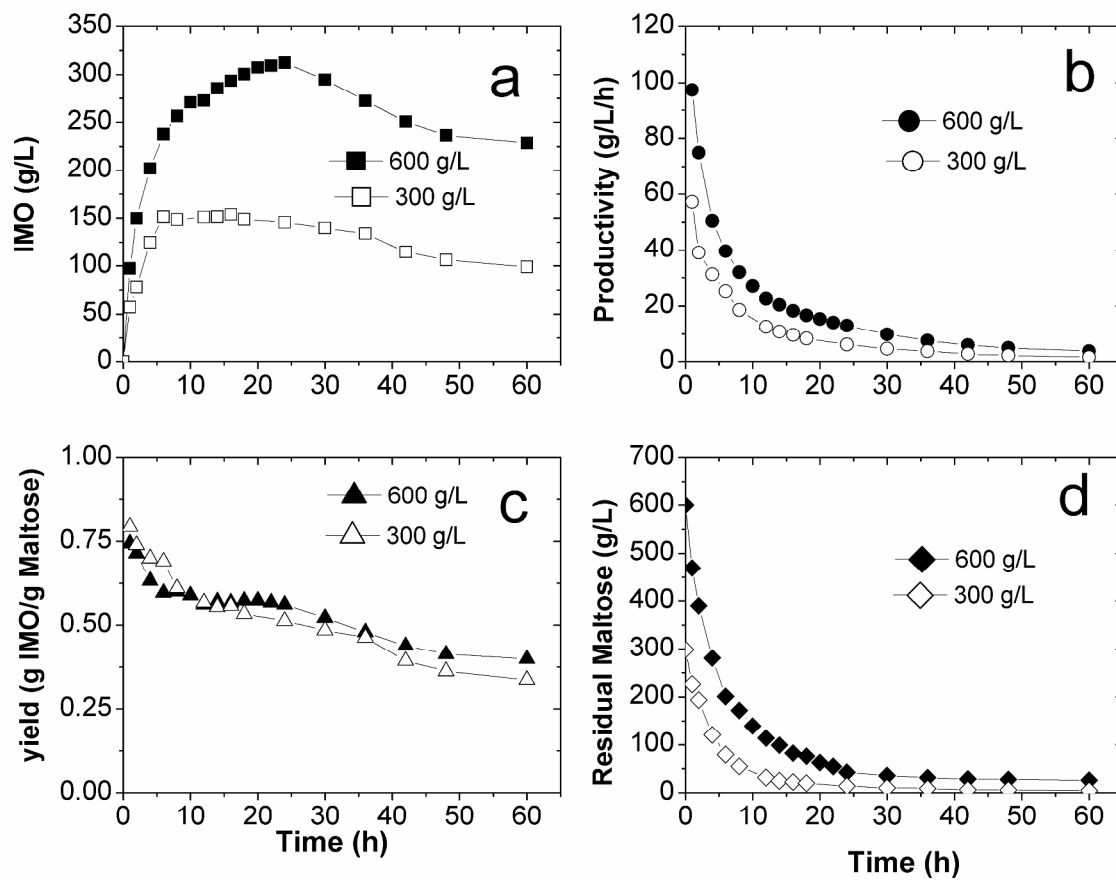 350
300
250
200
150
100
50
0
IMO (g/L)
a
600 g/L
300 g/L
0 10 20 30 40 50 60
120
100
80
60
40
20
0
Productivity (g/L/h)
b
600 g/L
300 g/L
0 10 20 30 40 50 60
1.00
0.75
0.50
0.25
0.00
yield (g IMO/g Maltose)
c
600 g/L
300 g/L
0 10 20 30 40 50 60
Time (h)
700
600
500
400
300
200
100
0
Residual Maltose (g/L)
d
600 g/L
300 g/L
0 10 20 30 40 50 60
Time (h)